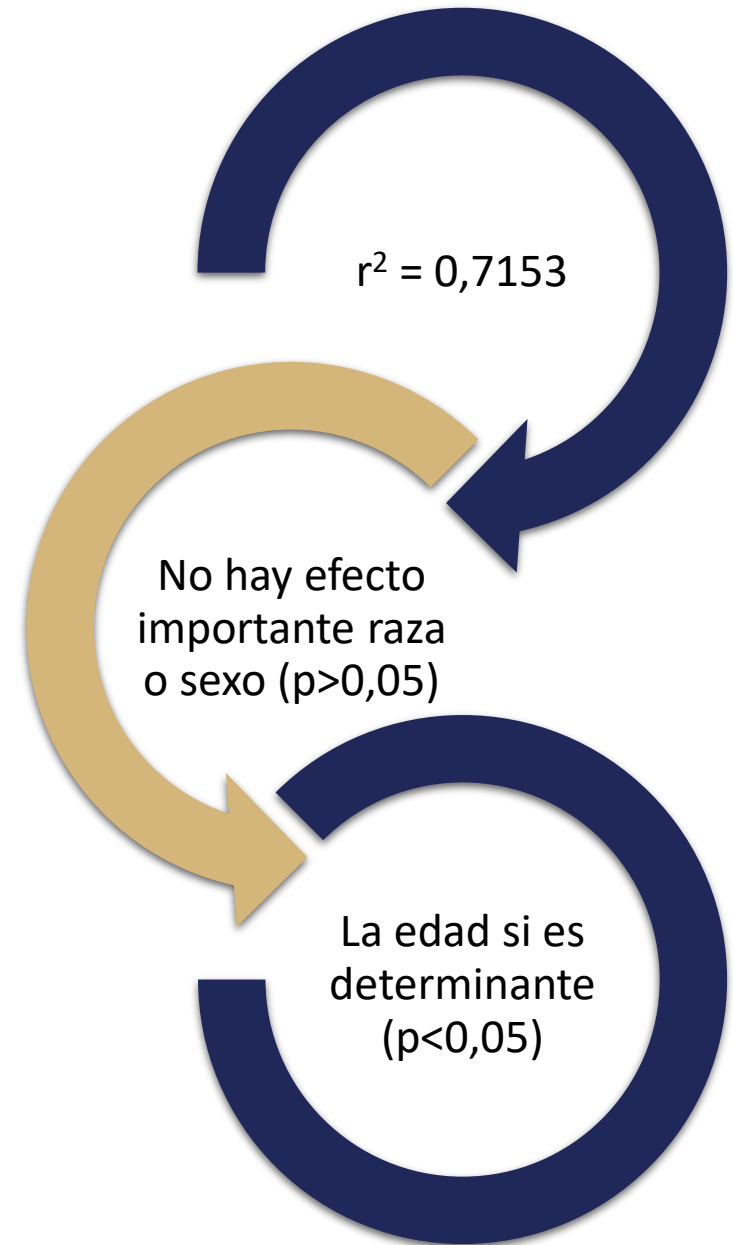 r² = 0,7153
No hay efecto
importante raza
o sexo (p>0,05)
La edad si es
determinante
(p<0,05)